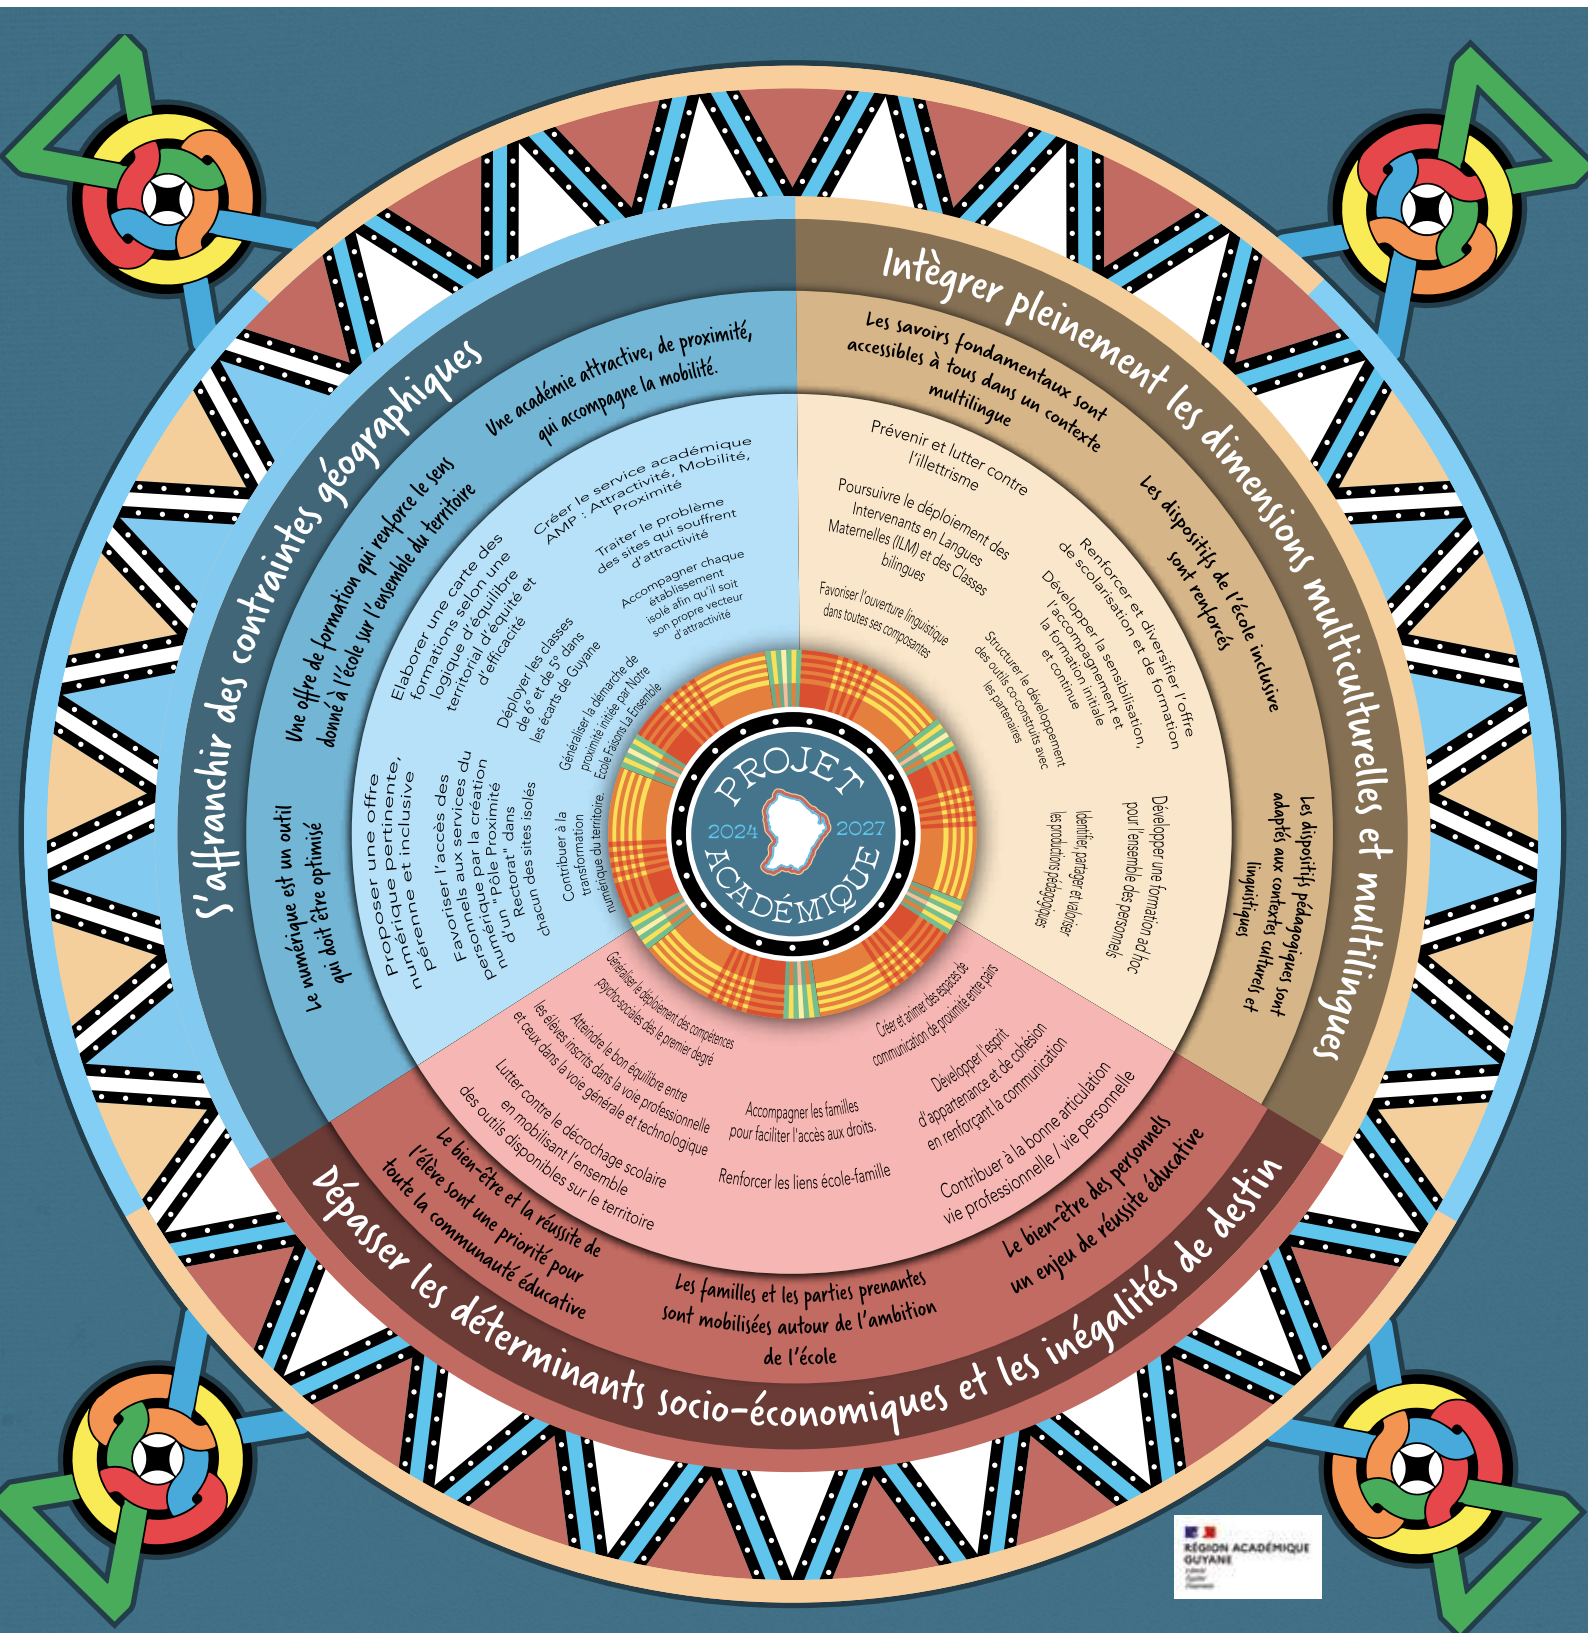 PROJET
ACADÉMIQUE
2024
2027
S'affranchir des contraintes géographiques
Une académie attractive, de proximité,
qui accompagne la mobilité.
Créer le service académique
AMP : Attractivité, Mobilité,
Proximité
Traiter le problème
des sites qui souffrent
d'attractivité
Accompagner chaque
établissement
isolé afin qu'il soit
son propre vecteur
d'attractivité
Une offre de formation qui renforce le sens
donné à l'école sur l'ensemble du territoire
Elaborer une carte des
formations selon une
logique d'équilibre
territorial d'équité et
d'efficacité
Déployer les classes
de 6° et de 5° dans
les écarts de Guyane
Généraliser la démarche de
proximité initiée par Notre
Ecole Faisons La Ensemble
Le numérique est un outil
qui doit être optimisé
Proposer une offre
numérique pertinente,
pérenne et inclusive
Favoriser l'accès des
personnels aux services du
numérique par la création
d'un "Pôle Proximité
Rectorat" dans
chacun des sites isolés
Contribuer à la
transformation
numérique du territoire.
Intègrer pleinement les dimensions multiculturelles et multilingues
Les savoirs fondamentaux sont
accessibles à tous dans un contexte
multilingue
Prévenir et lutter contre
l'illettrisme
Poursuivre le déploiement des
Intervenants en Langues
Maternelles (ILM) et des Classes
bilingues
Favoriser l'ouverture linguistique
dans toutes ses composantes
Les dispositifs de l'école inclusive
sont renforcés
Renforcer et diversifier l'offre
de scolarisation et de formation
Développer la sensibilisation,
l'accompagnement et
la formation initiale
et continue
Structurer le développement
des outils co-construits avec
les partenaires
Les dispositifs pédagogiques sont
adaptés aux contextes culturels et
linguistiques
Développer une formation ad hoc
pour l'ensemble des personnels
Identifier, partager et valoriser
les productions pédagogiques
Dépasser les déterminants socio-économiques et les inégalités de destin
Le bien-être et la réussite de
l'élève sont une priorité pour
toute la communauté éducative
Généraliser le déploiement des compétences
psycho-sociales dès le premier degré
Atteindre le bon équilibre entre
les élèves inscrits dans la voie professionnelle
et ceux dans la voie générale et technologique
Lutter contre le décrochage scolaire
en mobilisant l'ensemble
des outils disponibles sur le territoire
Les familles et les parties prenantes
sont mobilisées autour de l'ambition
de l'école
Accompagner les familles
pour faciliter l'accès aux droits.
Renforcer les liens école-famille
Le bien-être des personnels
un enjeu de réussite éducative
Créer et animer des espaces de
communication de proximité entre pairs
Développer l'esprit
d'appartenance et de cohésion
en renforçant la communication
Contribuer à la bonne articulation
vie professionnelle / vie personnelle
RÉGION ACADÉMIQUE
GUYANE